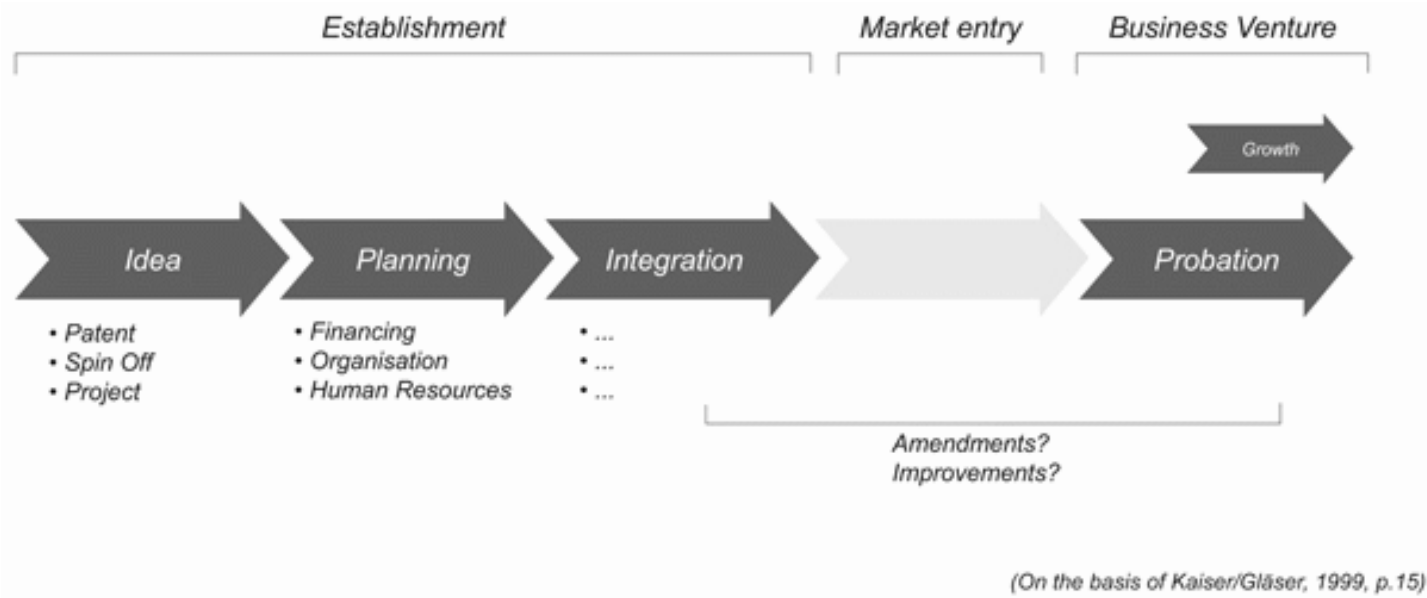 Establishment
Market entry
Business Venture
Growth
Idea
Planning
Integration
Probation
• Patent
• Spin Off
• Project
• Financing
• Organisation
• Human Resources
• ...
• ...
• ...
Amendments?
Improvements?
(On the basis of Kaiser/Gläser, 1999, p.15)